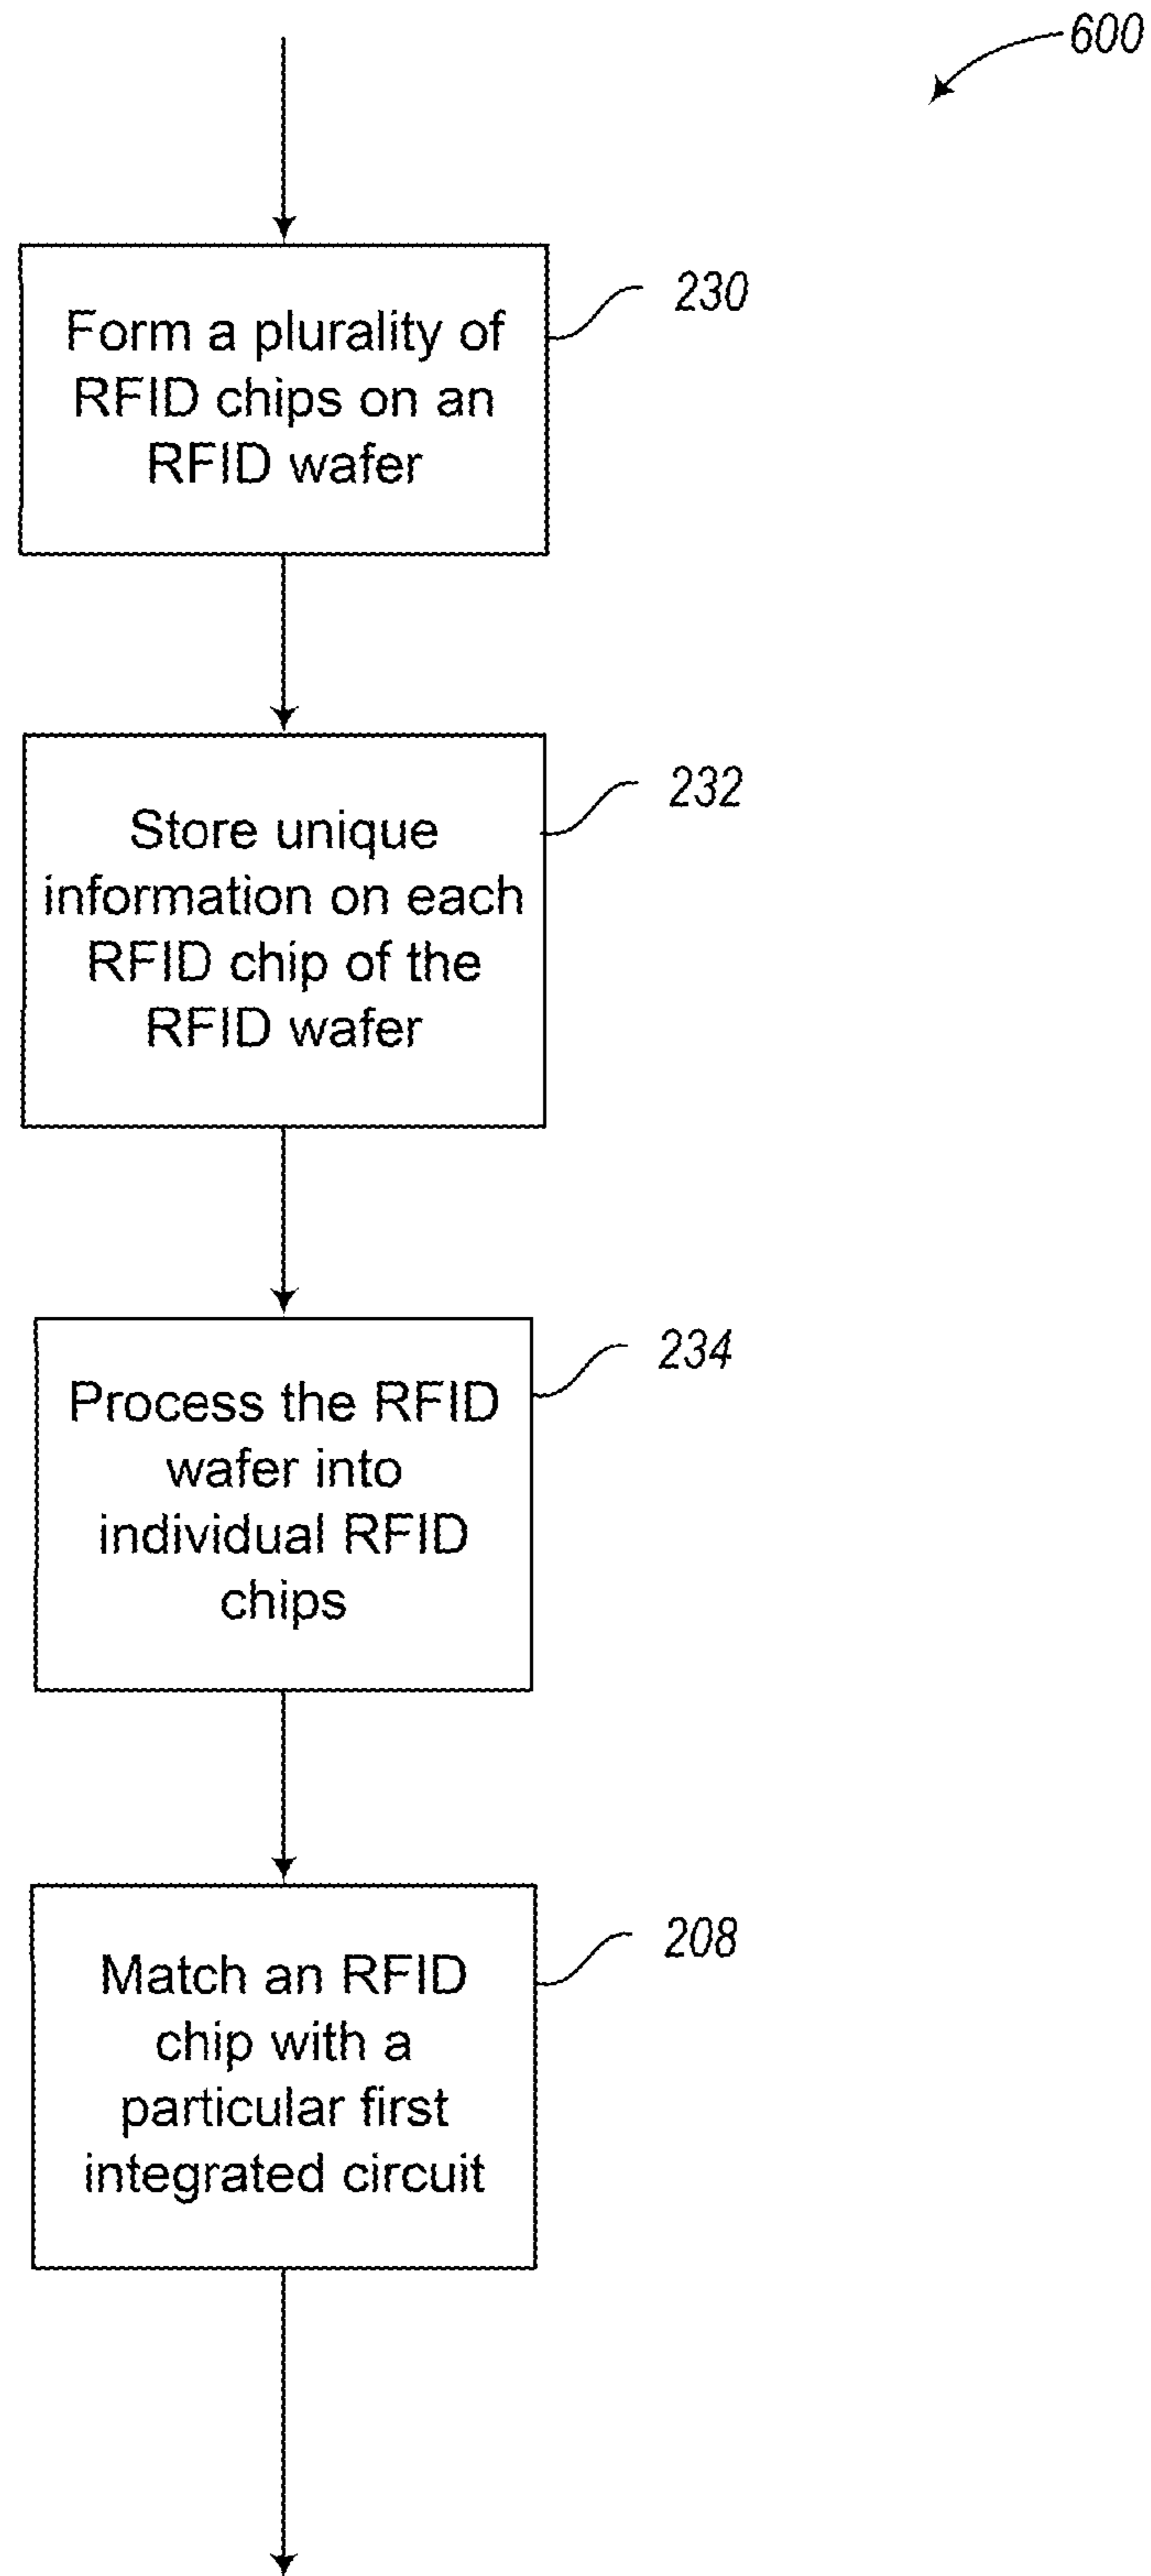 600
230
Form a plurality of
RFID chips on an
RFID wafer
232
Store unique
information on each
RFID chip of the
RFID wafer
234
Process the RFID
wafer into
individual RFID
chips
208
Match an RFID
chip with a
particular first
integrated circuit